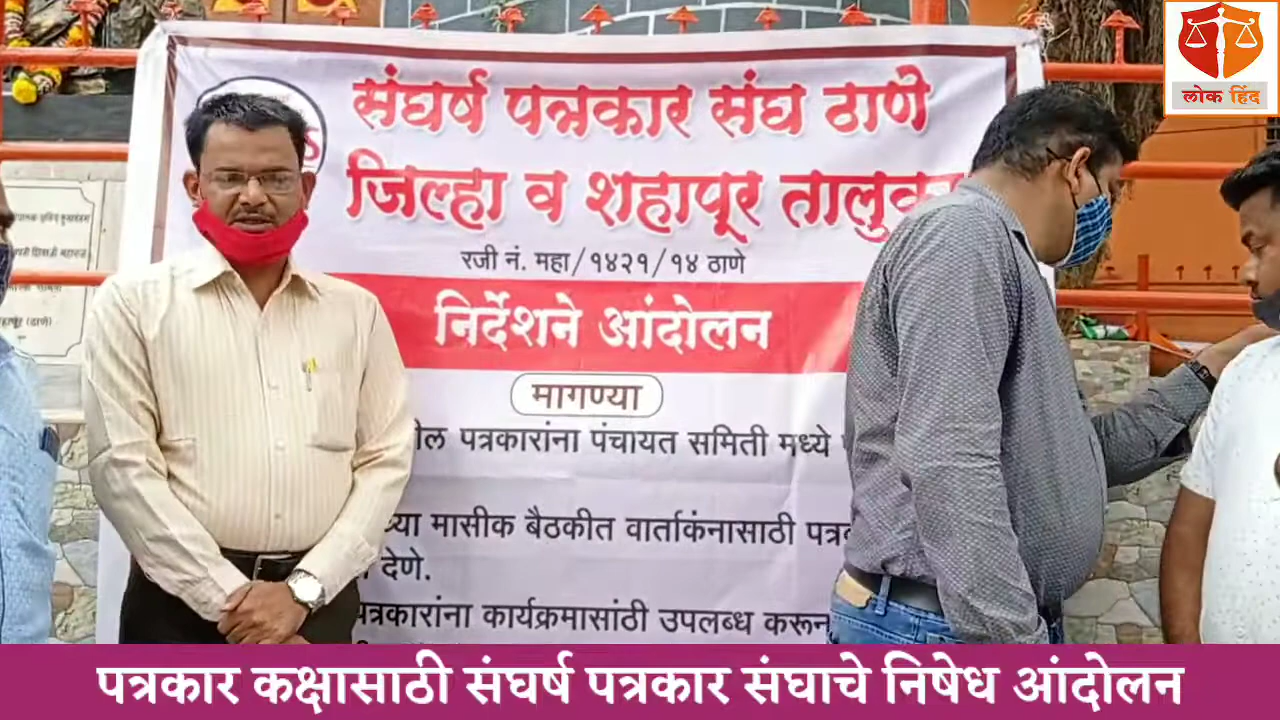 लोक हिंद
संघर्ष पत्रकार संघ ठाणे
जिल्हा व शहापूर
रजी नं. महा/१४२१/१४ ठाणे
निर्देशने आंदोलन
मागण्या
पत्रकारांना पंचायत समिती मध्ये
मासीक बैठकीत वार्ताकंनासाठी
देणे.
पत्रकारांना कार्यक्रमासांठी उपलब्ध करून
पत्रकार कक्षासाठी संघर्ष पत्रकार संघाचे निषेध आंदोलन